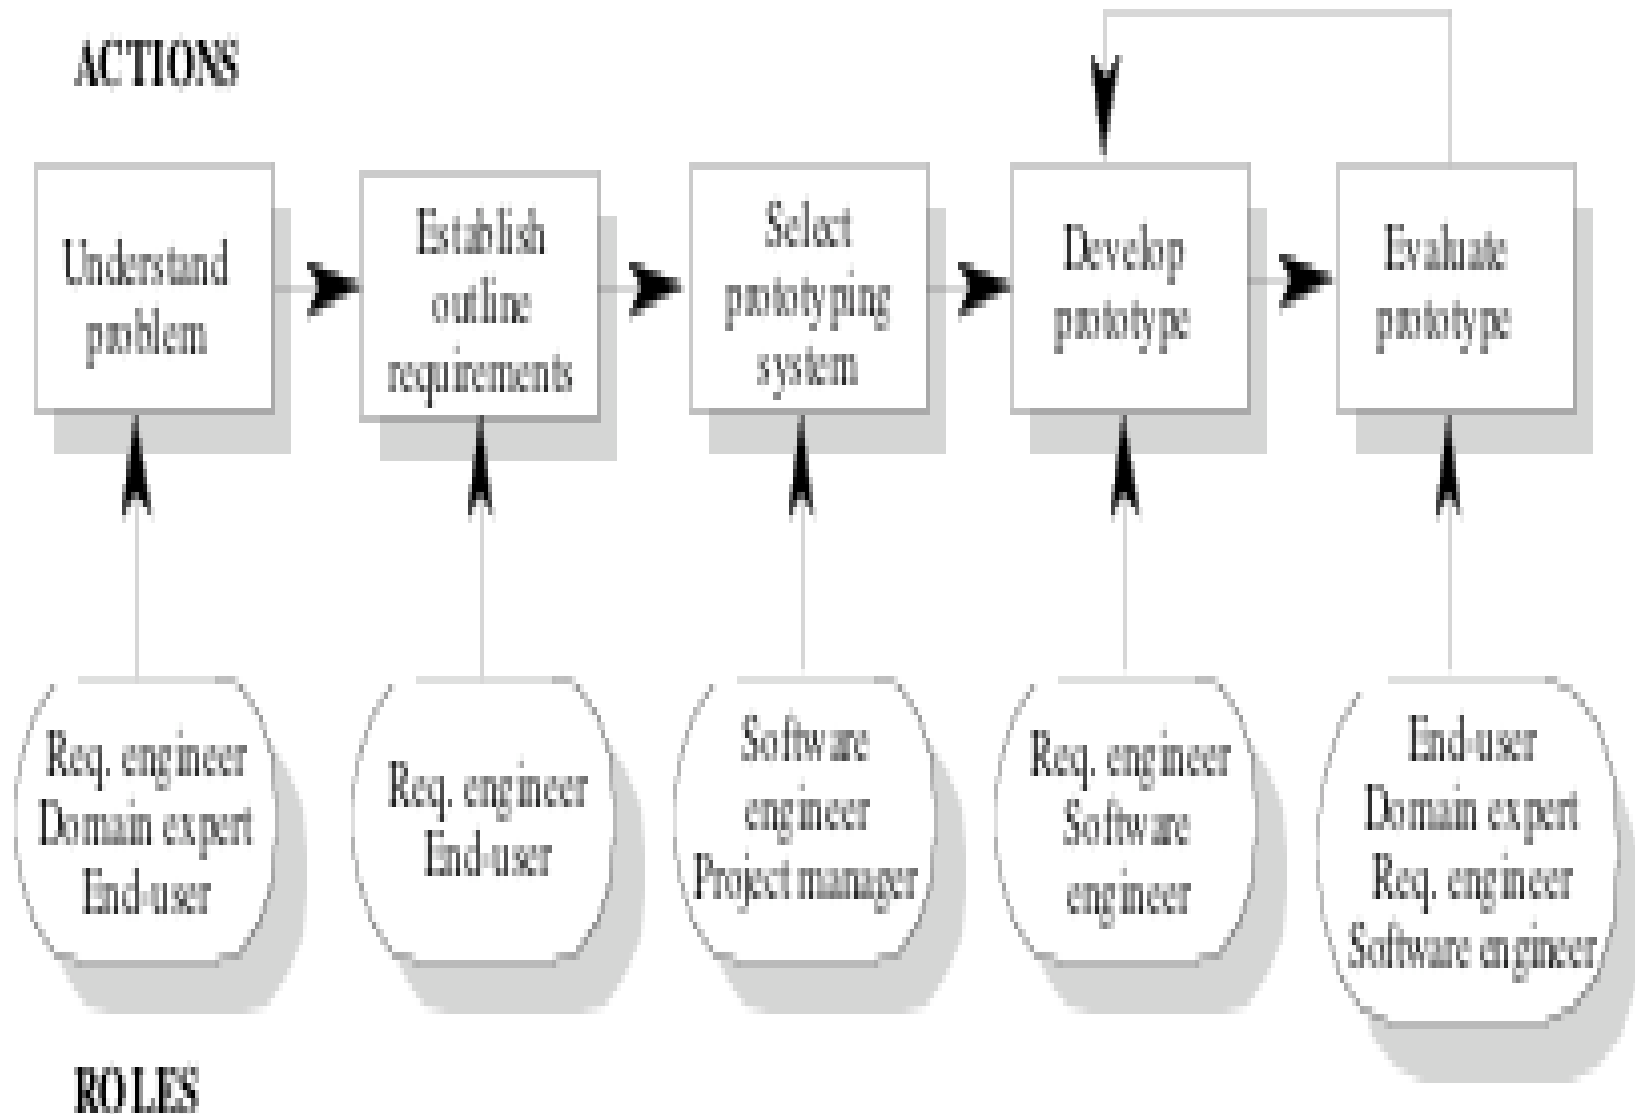 ACTIONS
Understand
problem
Establish
outline
requirements
Select
prototyping
system
Develop
prototype
Evaluate
prototype
Req. engineer
Domain expert
End-user
Req. engineer
End-user
Software
engineer
Project manager
Req. engineer
Software
engineer
End-user
Domain expert
Req. engineer
Software engineer
ROLES